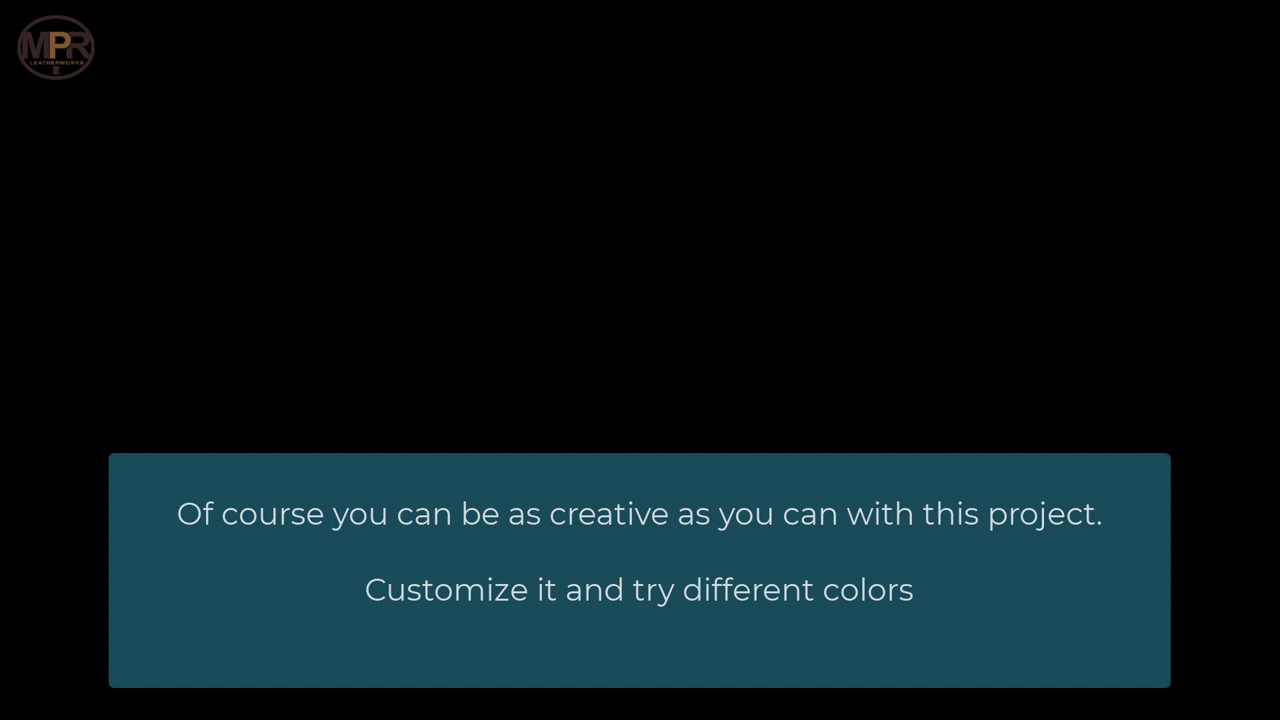 MPR
LEATHERWORKS
Of course you can be as creative as you can with this project.
Customize it and try different colors